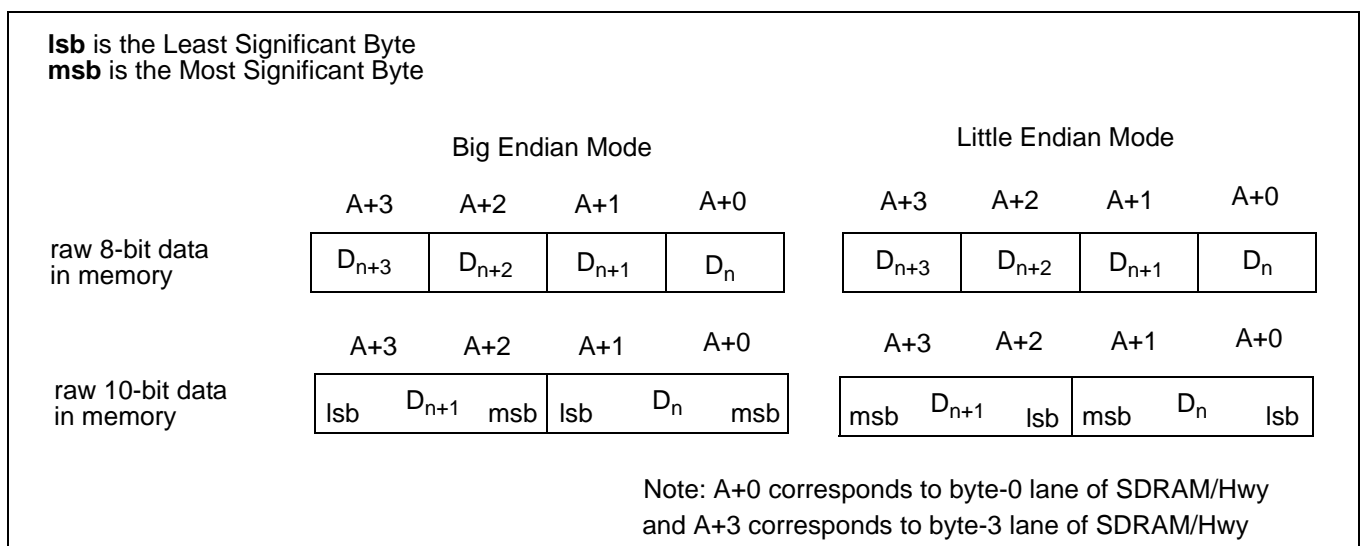 lsb is the Least Significant Byte
msb is the Most Significant Byte
Big Endian Mode Little Endian Mode
A+3 A+2 A+1 A+0 A+3 A+2 A+1 A+0
raw 8-bit data
in memory
Dn+3 Dn+2 Dn+1 Dn Dn+3 Dn+2 Dn+1 Dn
A+3 A+2 A+1 A+0 A+3 A+2 A+1 A+0
raw 10-bit data
in memory
lsb Dn+1 msb lsb Dn msb msb Dn+1 lsb msb Dn lsb
Note: A+0 corresponds to byte-0 lane of SDRAM/Hwy
and A+3 corresponds to byte-3 lane of SDRAM/Hwy